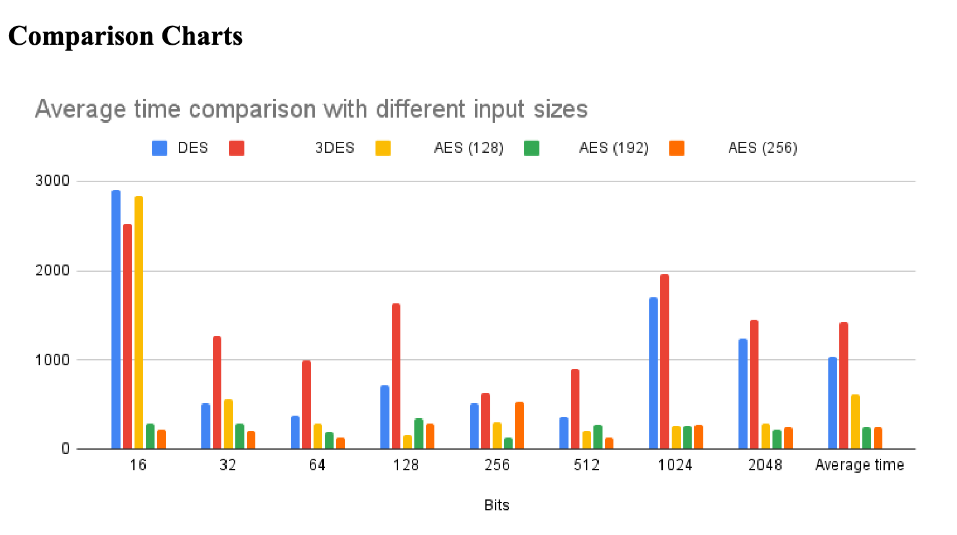 Comparison Charts
Average time comparison with different input sizes
DES 3DES AES (128) AES (192) AES (256)
3000
2000
1000
0
16 32 64 128 256 512 1024 2048 Average time
Bits